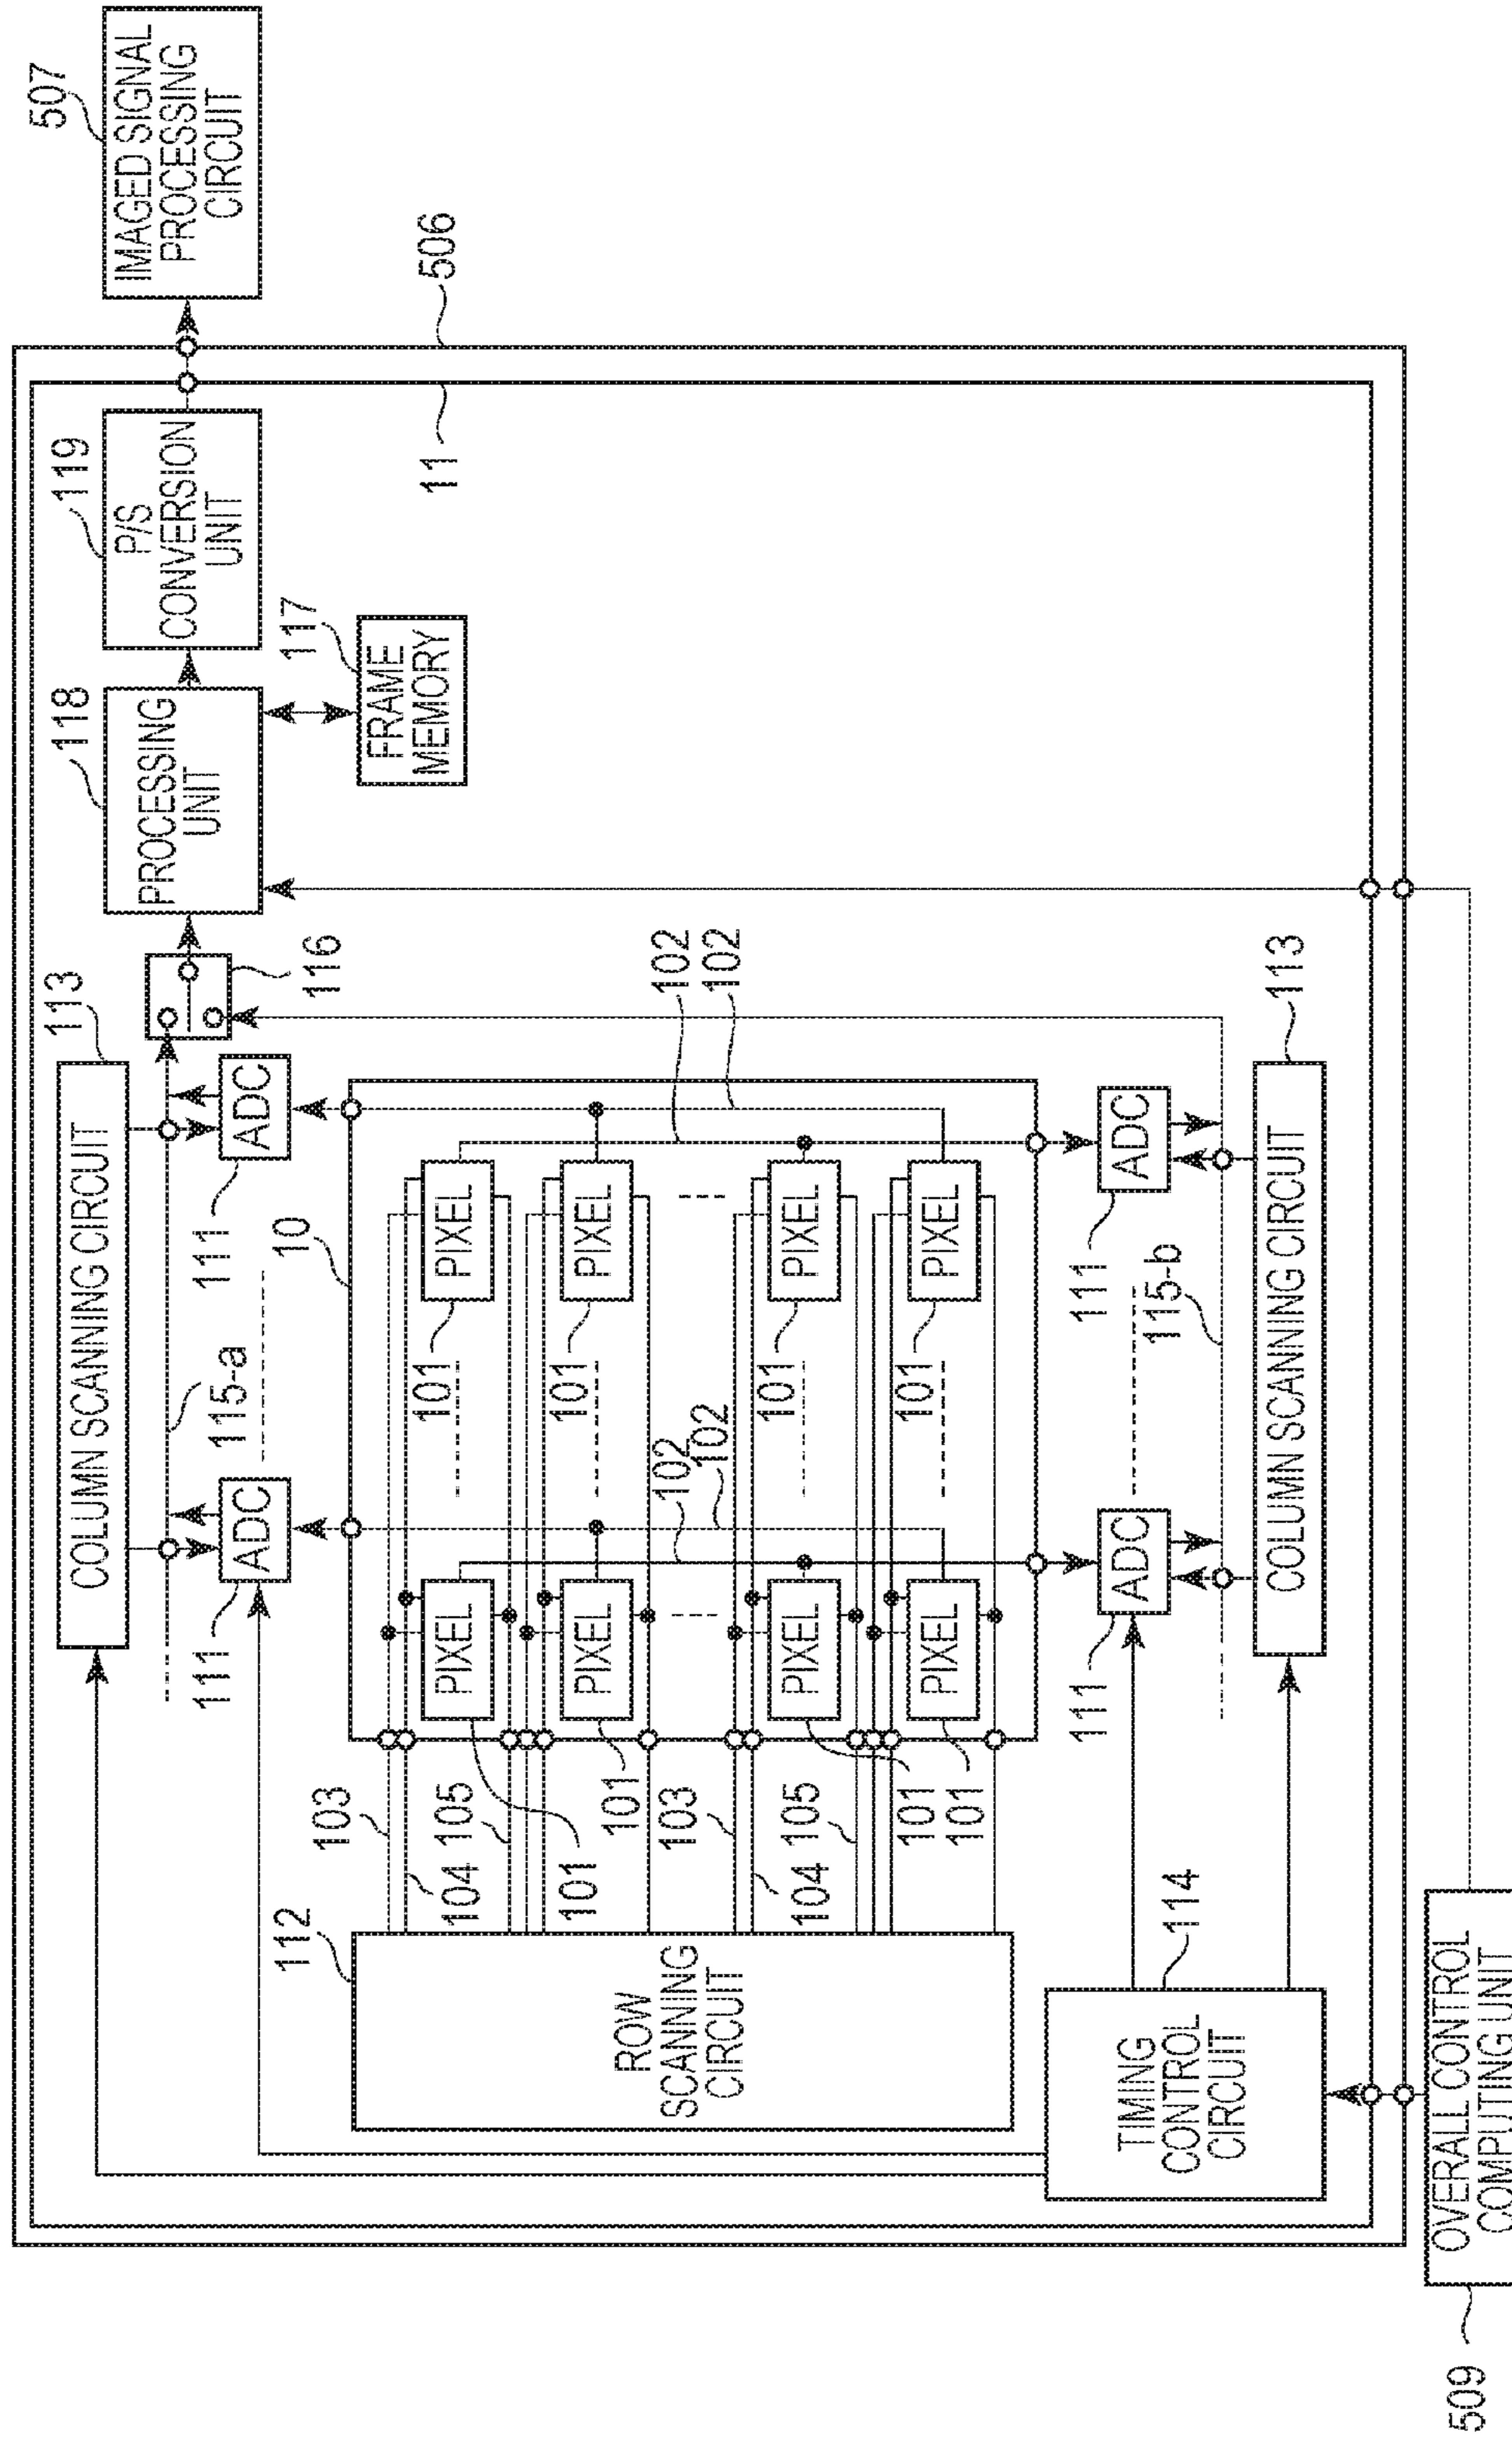 507
IMAGED SIGNAL
PROCESSING
CIRCUIT
506
11
119
P/S
CONVERSION
UNIT
118
PROCESSING
UNIT
117
FRAME
MEMORY
116
113
COLUMN SCANNING CIRCUIT
115-a
111
ADC
111
ADC
10
102
102
102
102
PIXEL
PIXEL
PIXEL
PIXEL
101
101
101
101
PIXEL
PIXEL
PIXEL
PIXEL
101
101
101
101
103
104
105
103
104
105
112
ROW
SCANNING
CIRCUIT
111
ADC
111
ADC
115-b
113
COLUMN SCANNING CIRCUIT
114
TIMING
CONTROL
CIRCUIT
OVERALL CONTROL
COMPUTING UNIT
509